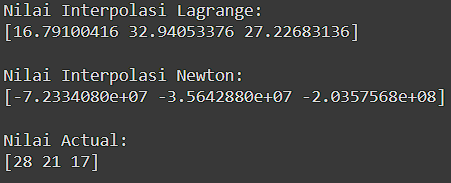 Nilai Interpolasi Lagrange:
[16.79100416 32.94053376 27.22683136]
Nilai Interpolasi Newton:
[-7.2334080e+07 -3.5642880e+07 -2.0357568e+08]
Nilai Actual:
[28 21 17]